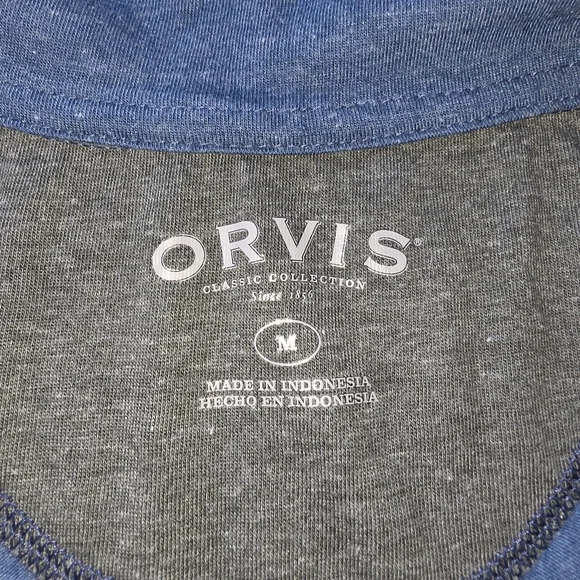 ORVIS®
CLASSIC COLLECTION
Since 1856
M
MADE IN INDONESIA
HECHO EN INDONESIA